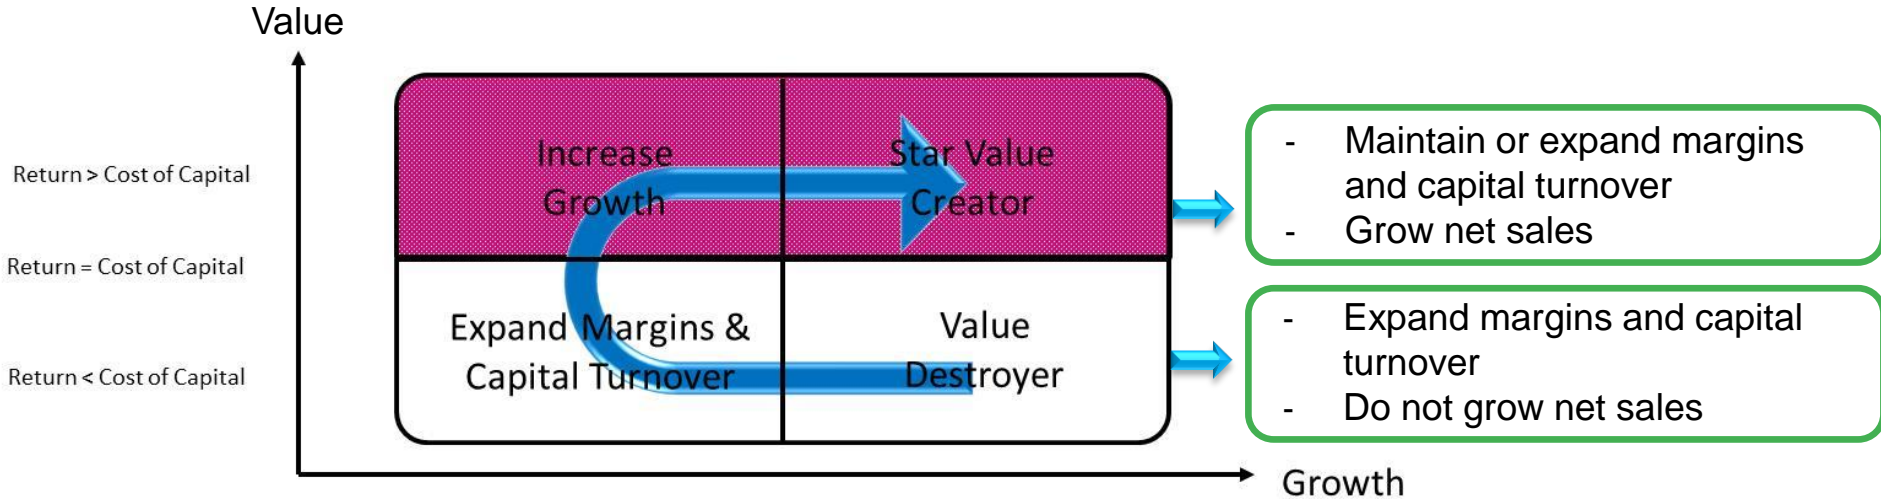 Value
Return > Cost of Capital
Return = Cost of Capital
Return < Cost of Capital
Increase
Growth
Star Value
Creator
Expand Margins &
Capital Turnover
Value
Destroyer
- Maintain or expand margins
and capital turnover
- Grow net sales
- Expand margins and capital
turnover
- Do not grow net sales
Growth